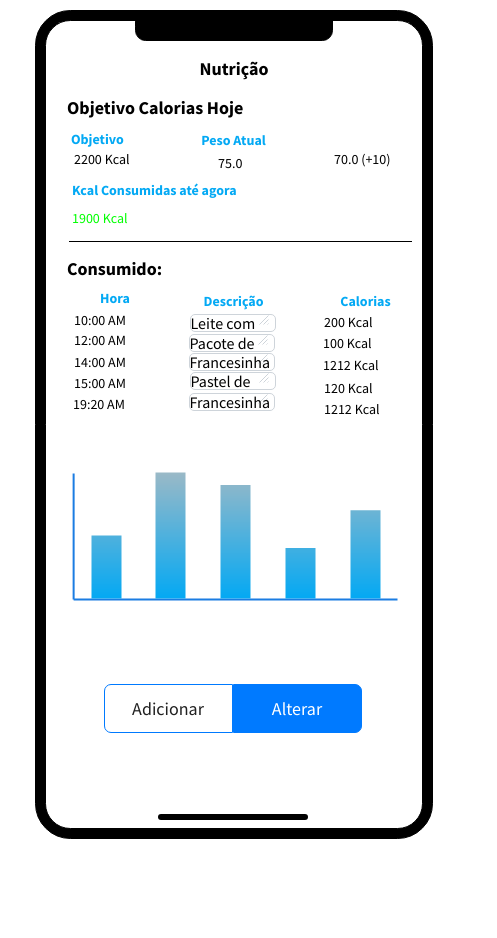 Nutrição
Objetivo Calorias Hoje
Objetivo Peso Atual
2200 Kcal 75.0 70.0 (+10)
Kcal Consumidas até agora
1900 Kcal
Consumido:
Hora Descrição Calorias
10:00 AM Leite com 200 Kcal
12:00 AM Pacote de 100 Kcal
14:00 AM Francesinha 1212 Kcal
15:00 AM Pastel de 120 Kcal
19:20 AM Francesinha 1212 Kcal
Adicionar Alterar